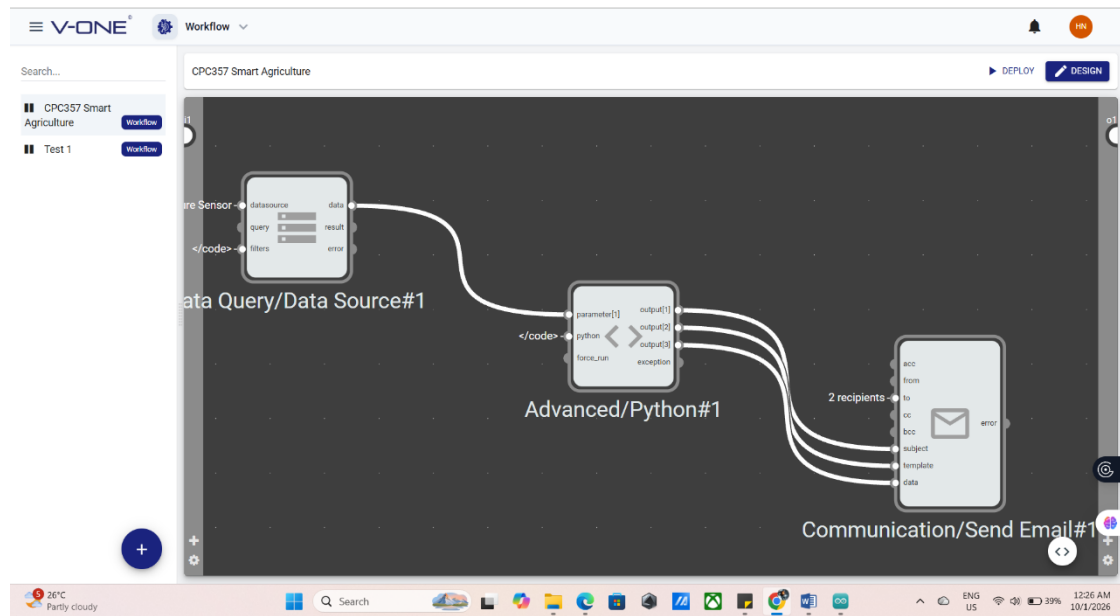 V-ONE®
Workflow
HN
Search...
CPC357 Smart Agriculture
DEPLOY
DESIGN
CPC357 Smart
Agriculture
Workflow
Test 1
Workflow
i1
o1
re Sensor
datasource
data
query
result
</code>
filters
error
ata Query/Data Source#1
parameter[1]
output[1]
</code>
python
output[2]
output[3]
force_run
exception
Advanced/Python#1
acc
from
2 recipients
to
cc
bcc
error
subject
template
data
Communication/Send Email#1
+
<>
5
26°C
Partly cloudy
Search
ENG
US
39%
12:26 AM
10/1/2026